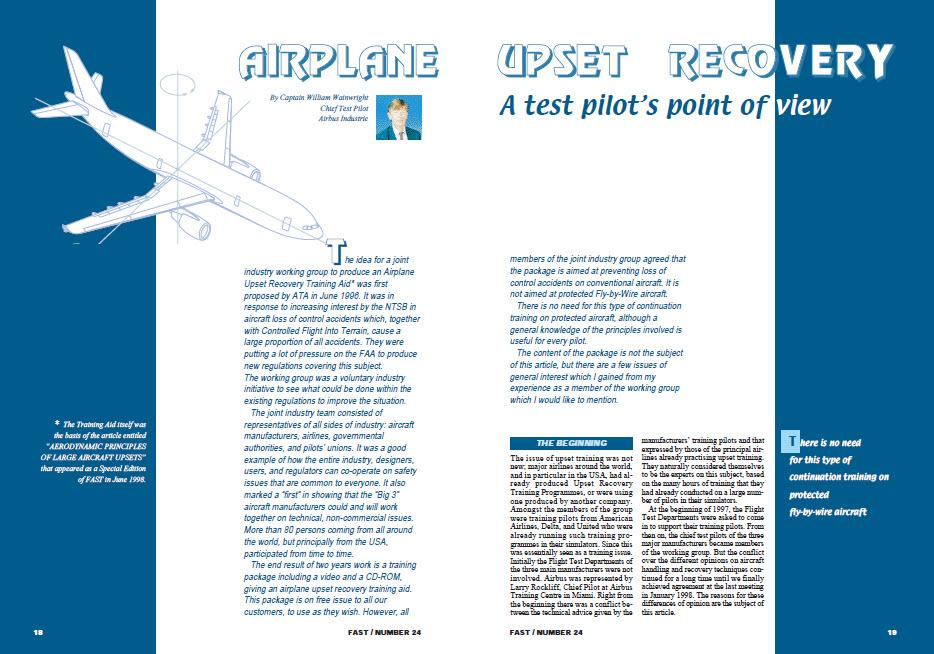 AIRPLANE UPSET RECOVERY
A test pilot's point of view
By Captain William Wainwright
Chief Test Pilot
Airbus Industrie
The idea for a joint
industry working group to produce an Airplane
Upset Recovery Training Aid* was first
proposed by ATA in June 1996. It was in
response to increasing interest by the NTSB in
aircraft loss of control accidents which, together
with Controlled Flight Into Terrain, cause a
large proportion of all accidents. They were
putting a lot of pressure on the FAA to produce
new regulations covering this subject.
The working group was a voluntary industry
initiative to see what could be done within the
existing regulations to improve the situation.
The joint industry team consisted of
representatives of all sides of industry: aircraft
manufacturers, airlines, governmental
authorities, and pilots' unions. It was a good
example of how the entire industry, designers,
users, and regulators can co-operate on safety
issues that are common to everyone. It also
marked a "first" in showing that the "Big 3"
aircraft manufacturers could and will work
together on technical, non-commercial issues.
More than 80 persons coming from all around
the world, but principally from the USA,
participated from time to time.
The end result of two years work is a training
package including a video and a CD-ROM,
giving an airplane upset recovery training aid.
This package is on free issue to all our
customers, to use as they wish. However, all
* The Training Aid itself was
the basis of the article entitled
"AERODYNAMIC PRINCIPLES
OF LARGE AIRCRAFT UPSETS"
that appeared as a Special Edition
of FAST in June 1998.
18
FAST / NUMBER 24
members of the joint industry group agreed that
the package is aimed at preventing loss of
control accidents on conventional aircraft. It is
not aimed at protected Fly-by-Wire aircraft.
There is no need for this type of continuation
training on protected aircraft, although a
general knowledge of the principles involved is
useful for every pilot.
The content of the package is not the subject
of this article, but there are a few issues of
general interest which I gained from my
experience as a member of the working group
which I would like to mention.
THE BEGINNING
The issue of upset training was not
new; major airlines around the world,
and in particular in the USA, had al-
ready produced Upset Recovery
Training Programmes, or were using
one produced by another company.
Amongst the members of the group
were training pilots from American
Airlines, Delta, and United who were
already running such training pro-
grammes in their simulators. Since this
was essentially seen as a training issue.
Initially the Flight Test Departments of
the three main manufacturers were not
involved. Airbus was represented by
Larry Rockliff, Chief Pilot at Airbus
Training Centre in Miami. Right from
the beginning there was a conflict be-
tween the technical advice given by the
manufacturers' training pilots and that
expressed by those of the principal air-
lines already practising upset training.
They naturally considered themselves
to be the experts on this subject, based
on the many hours of training that they
had already conducted on a large num-
ber of pilots in their simulators.
At the beginning of 1997, the Flight
Test Departments were asked to come
in to support their training pilots. From
then on, the chief test pilots of the three
major manufacturers became members
of the working group. But the conflict
over the different opinions on aircraft
handling and recovery techniques con-
tinued for a long time until we finally
achieved agreement at the last meeting
in January 1998. The reasons for these
differences of opinion are the subject of
this article.
There is no need
for this type of
continuation training on
protected
fly-by-wire aircraft
FAST / NUMBER 24
19